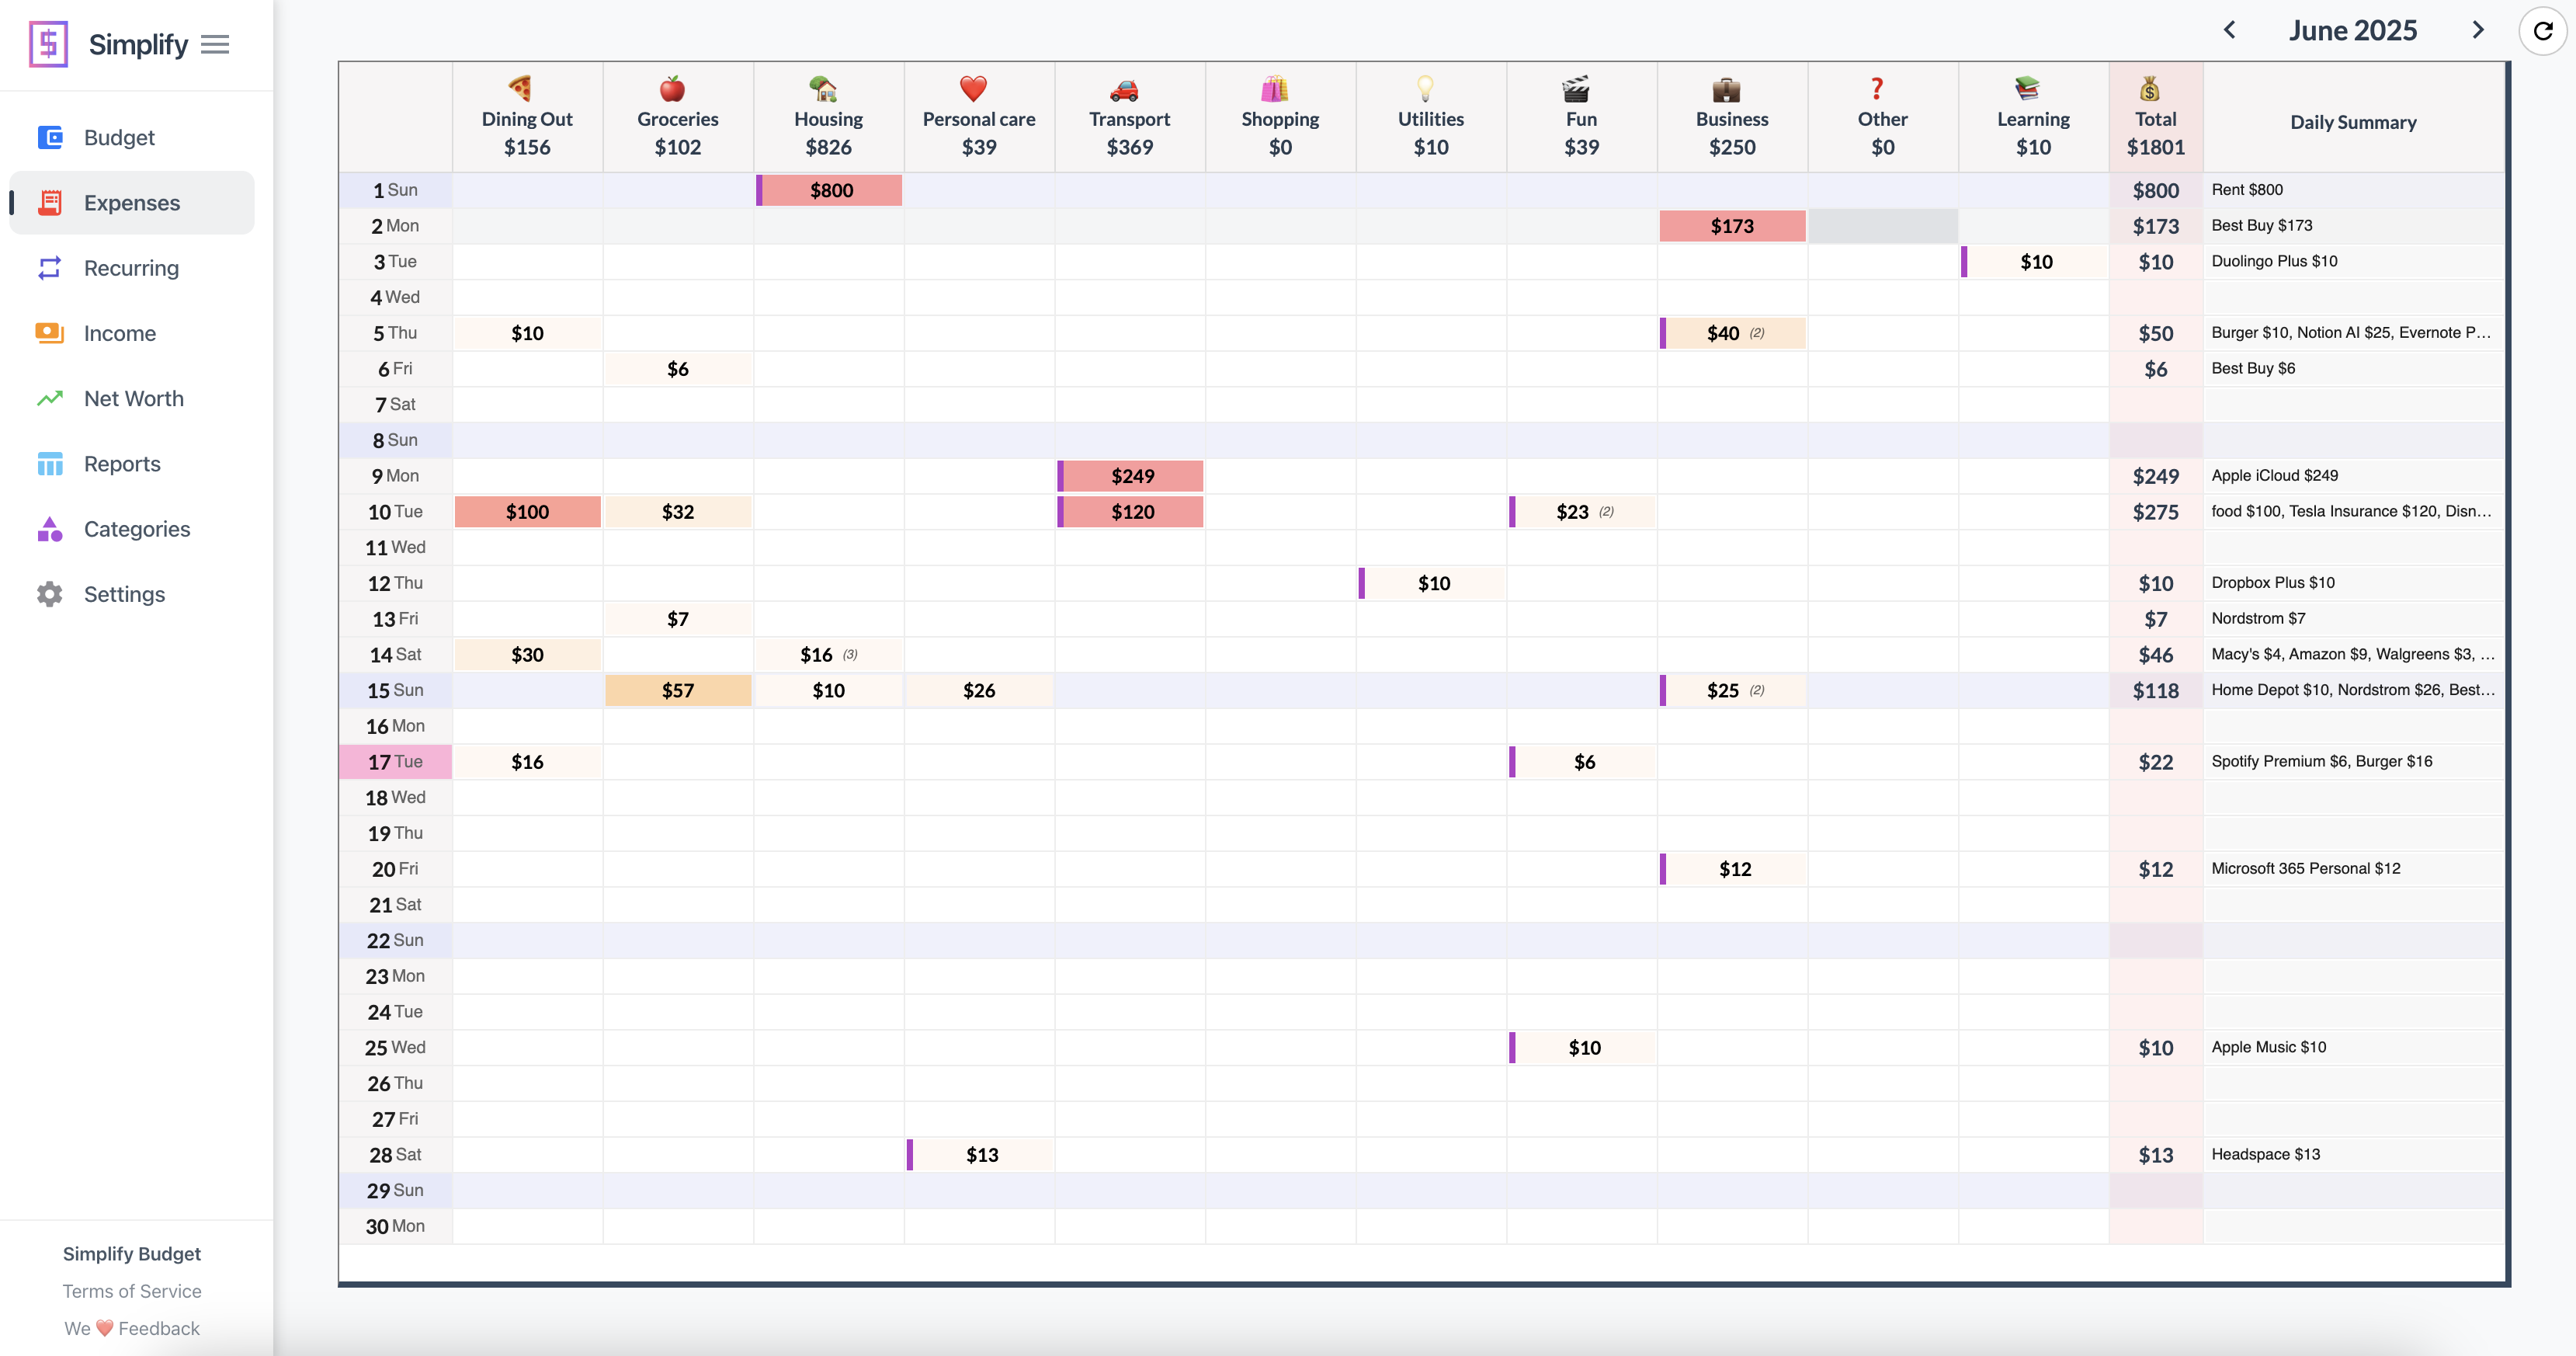 Simplify
Budget
Expenses
Recurring
Income
Net Worth
Reports
Categories
Settings
Simplify Budget
Terms of Service
We ❤️ Feedback
June 2025
Dining Out Groceries Housing Personal care Transport Shopping Utilities Fun Business Other Learning Total Daily Summary
$156 $102 $826 $39 $369 $0 $10 $39 $250 $0 $10 $1801
1 Sun $800 $800 Rent $800
2 Mon $173 $173 Best Buy $173
3 Tue $10 $10 Duolingo Plus $10
4 Wed
5 Thu $10 $40 (2) $50 Burger $10, Notion AI $25, Evernote P...
6 Fri $6 $6 Best Buy $6
7 Sat
8 Sun
9 Mon $249 $249 Apple iCloud $249
10 Tue $100 $32 $120 $23 (2) $275 food $100, Tesla Insurance $120, Disn...
11 Wed
12 Thu $10 $10 Dropbox Plus $10
13 Fri $7 $7 Nordstrom $7
14 Sat $30 $16 (3) $46 Macy's $4, Amazon $9, Walgreens $3, ...
15 Sun $57 $10 $26 $25 (2) $118 Home Depot $10, Nordstrom $26, Best...
16 Mon
17 Tue $16 $6 $22 Spotify Premium $6, Burger $16
18 Wed
19 Thu
20 Fri $12 $12 Microsoft 365 Personal $12
21 Sat
22 Sun
23 Mon
24 Tue
25 Wed $10 $10 Apple Music $10
26 Thu
27 Fri
28 Sat $13 $13 Headspace $13
29 Sun
30 Mon